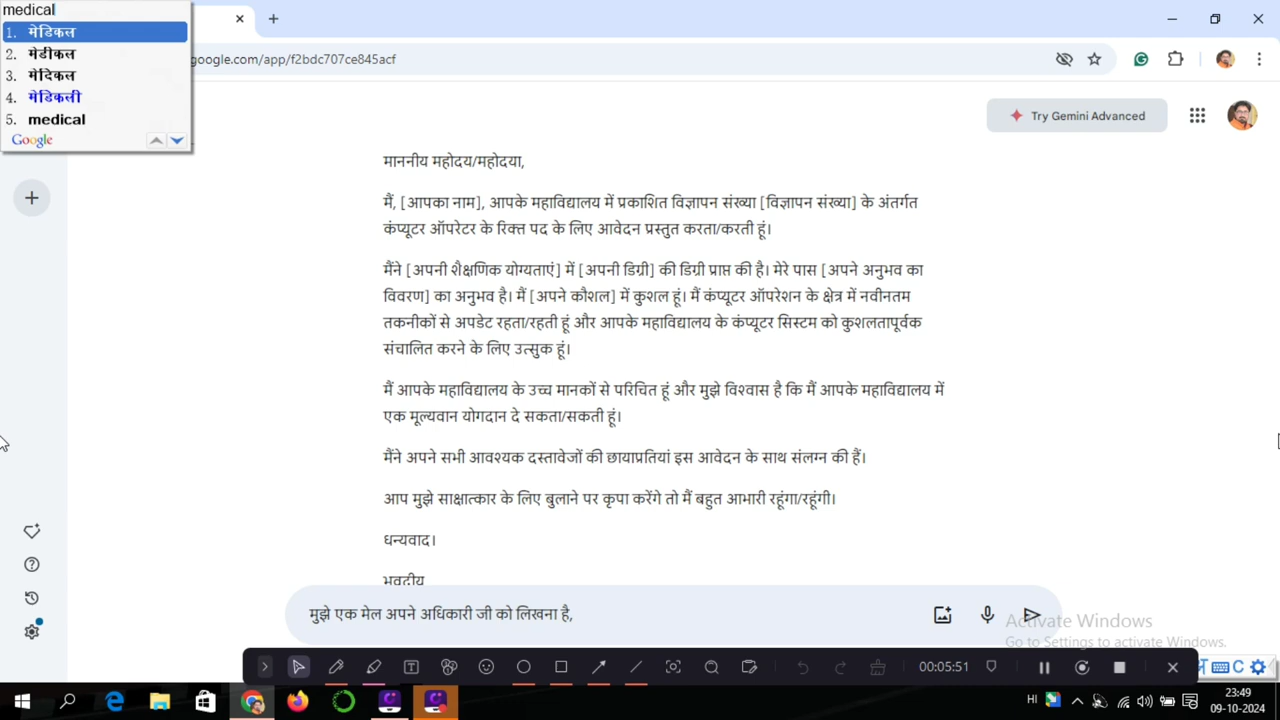 medical
1. मेडिकल
2. मेडीकल
3. मेदिकल
4. मेडिकली
5. medical
Google
google.com/app/f2bdc707ce845acf
Try Gemini Advanced
माननीय महोदय/महोदया,
मैं, [आपका नाम], आपके महाविद्यालय में प्रकाशित विज्ञापन संख्या [विज्ञापन संख्या] के अंतर्गत
कंप्यूटर ऑपरेटर के रिक्त पद के लिए आवेदन प्रस्तुत करता/करती हूं।
मैंने [अपनी शैक्षणिक योग्यताएं] में [अपनी डिग्री] की डिग्री प्राप्त की है। मेरे पास [अपने अनुभव का
विवरण] का अनुभव है। मैं [अपने कौशल] में कुशल हूं। मैं कंप्यूटर ऑपरेशन के क्षेत्र में नवीनतम
तकनीकों से अपडेट रहता/रहती हूं और आपके महाविद्यालय के कंप्यूटर सिस्टम को कुशलतापूर्वक
संचालित करने के लिए उत्सुक हूं।
मैं आपके महाविद्यालय के उच्च मानकों से परिचित हूं और मुझे विश्वास है कि मैं आपके महाविद्यालय में
एक मूल्यवान योगदान दे सकता/सकती हूं।
मैंने अपने सभी आवश्यक दस्तावेजों की छायाप्रतियां इस आवेदन के साथ संलग्न की हैं।
आप मुझे साक्षात्कार के लिए बुलाने पर कृपा करेंगे तो मैं बहुत आभारी रहूंगा/रहूंगी।
धन्यवाद।
भवदीय
मुझे एक मेल अपने अधिकारी जी को लिखना है,
Activate Windows
Go to Settings to activate Windows.
00:05:51
HI
23:49
09-10-2024